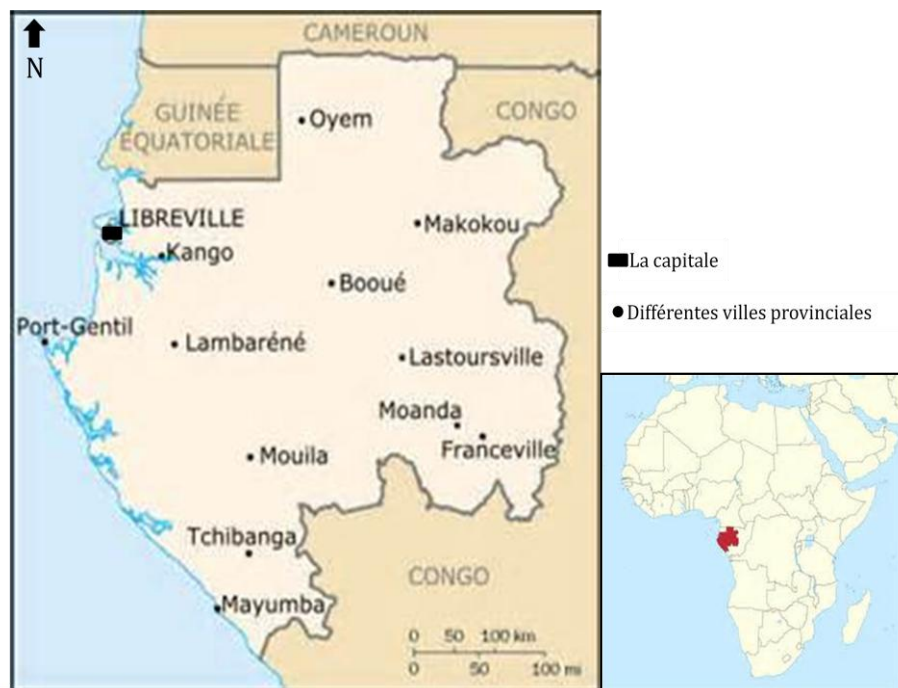 N
CAMEROUN
GUINÉE
ÉQUATORIALE
CONGO
Oyem
LIBREVILLE
Makokou
Kango
Booué
Port-Gentil
Lambaréné
Lastoursville
Moanda
Franceville
Mouila
Tchibanga
CONGO
Mayumba
0 50 100 km
0 50 100 mi
La capitale
Différentes villes provinciales